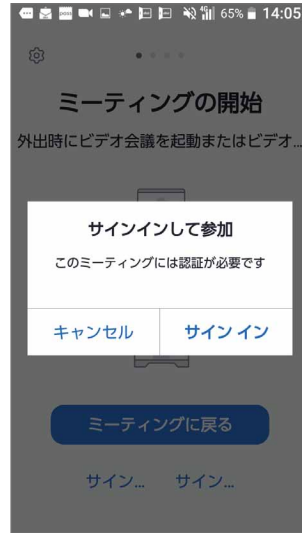 65% 14:05
ミーティングの開始
外出時にビデオ会議を起動またはビデオ...
サインインして参加
このミーティングには認証が必要です
キャンセル サイン イン
ミーティングに戻る
サイン... サイン...